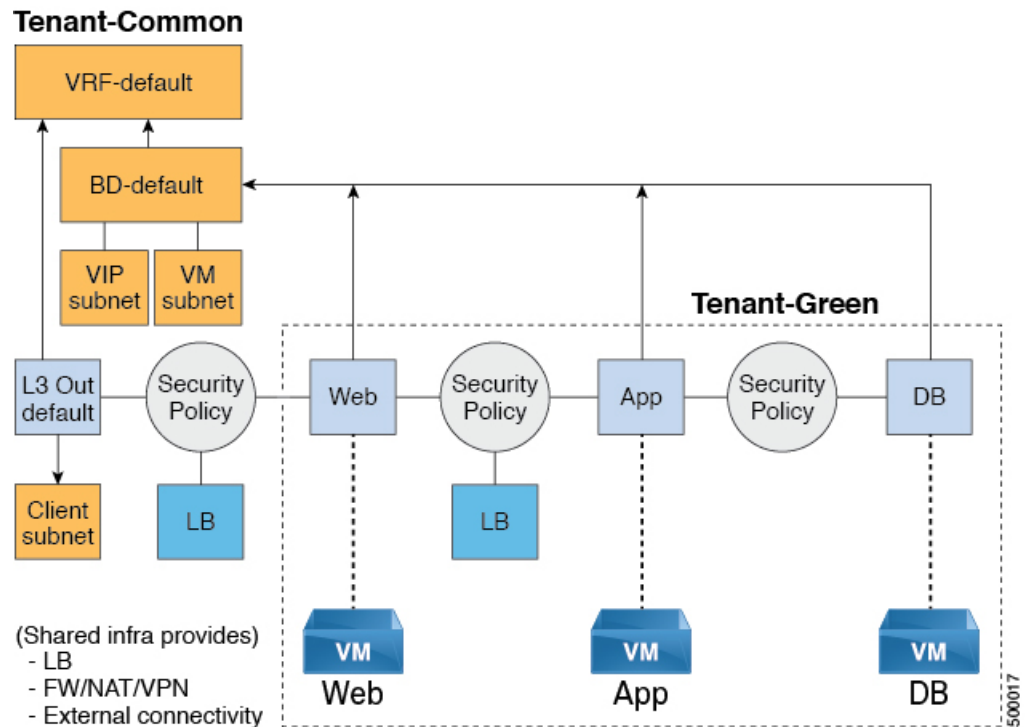 Tenant-Common
VRF-default
BD-default
VIP
subnet
VM
subnet
Tenant-Green
L3 Out
default
Security
Policy
Web
Security
Policy
App
Security
Policy
DB
Client
subnet
LB
LB
(Shared infra provides)
- LB
- FW/NAT/VPN
- External connectivity
VM
Web
VM
App
VM
DB
500017